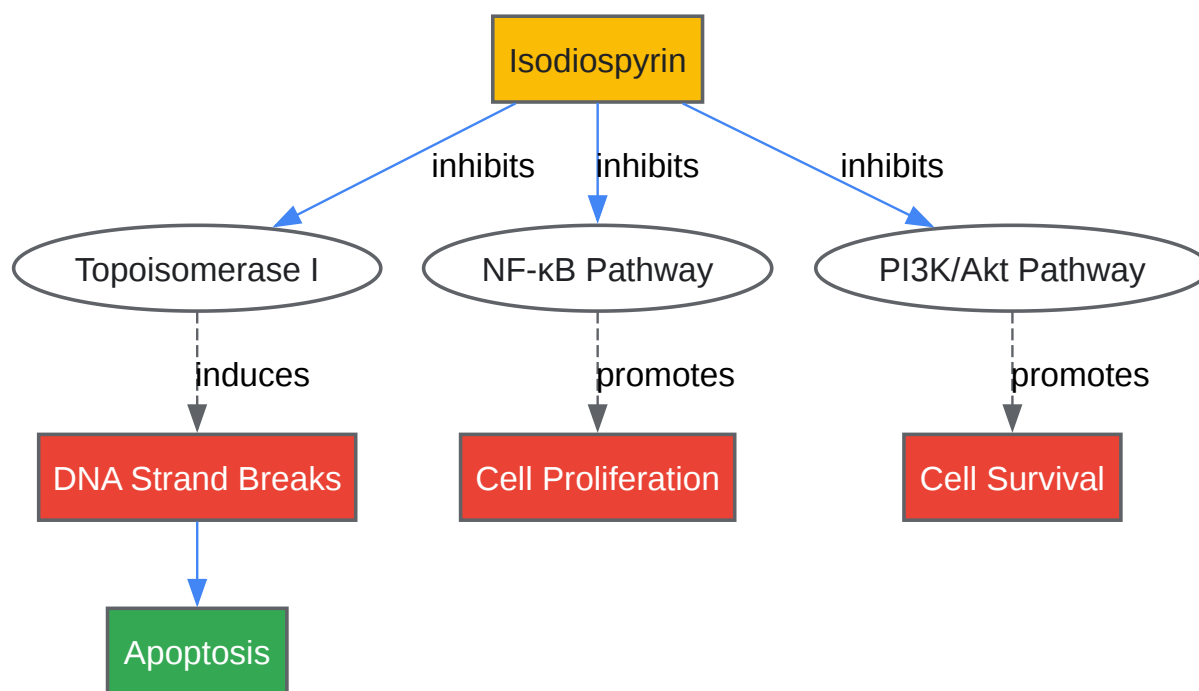 Isodiospyrin
inhibits
inhibits
inhibits
Topoisomerase I
NF-κB Pathway
PI3K/Akt Pathway
induces
promotes
promotes
DNA Strand Breaks
Cell Proliferation
Cell Survival
Apoptosis